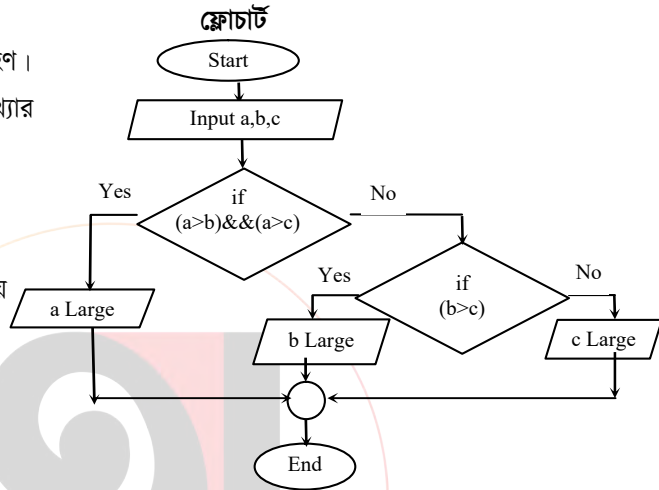 ফ্লোচার্ট
Start
Input a,b,c
Yes
if
(a>b)&&(a>c)
No
a Large
Yes
if
(b>c)
No
b Large
c Large
End